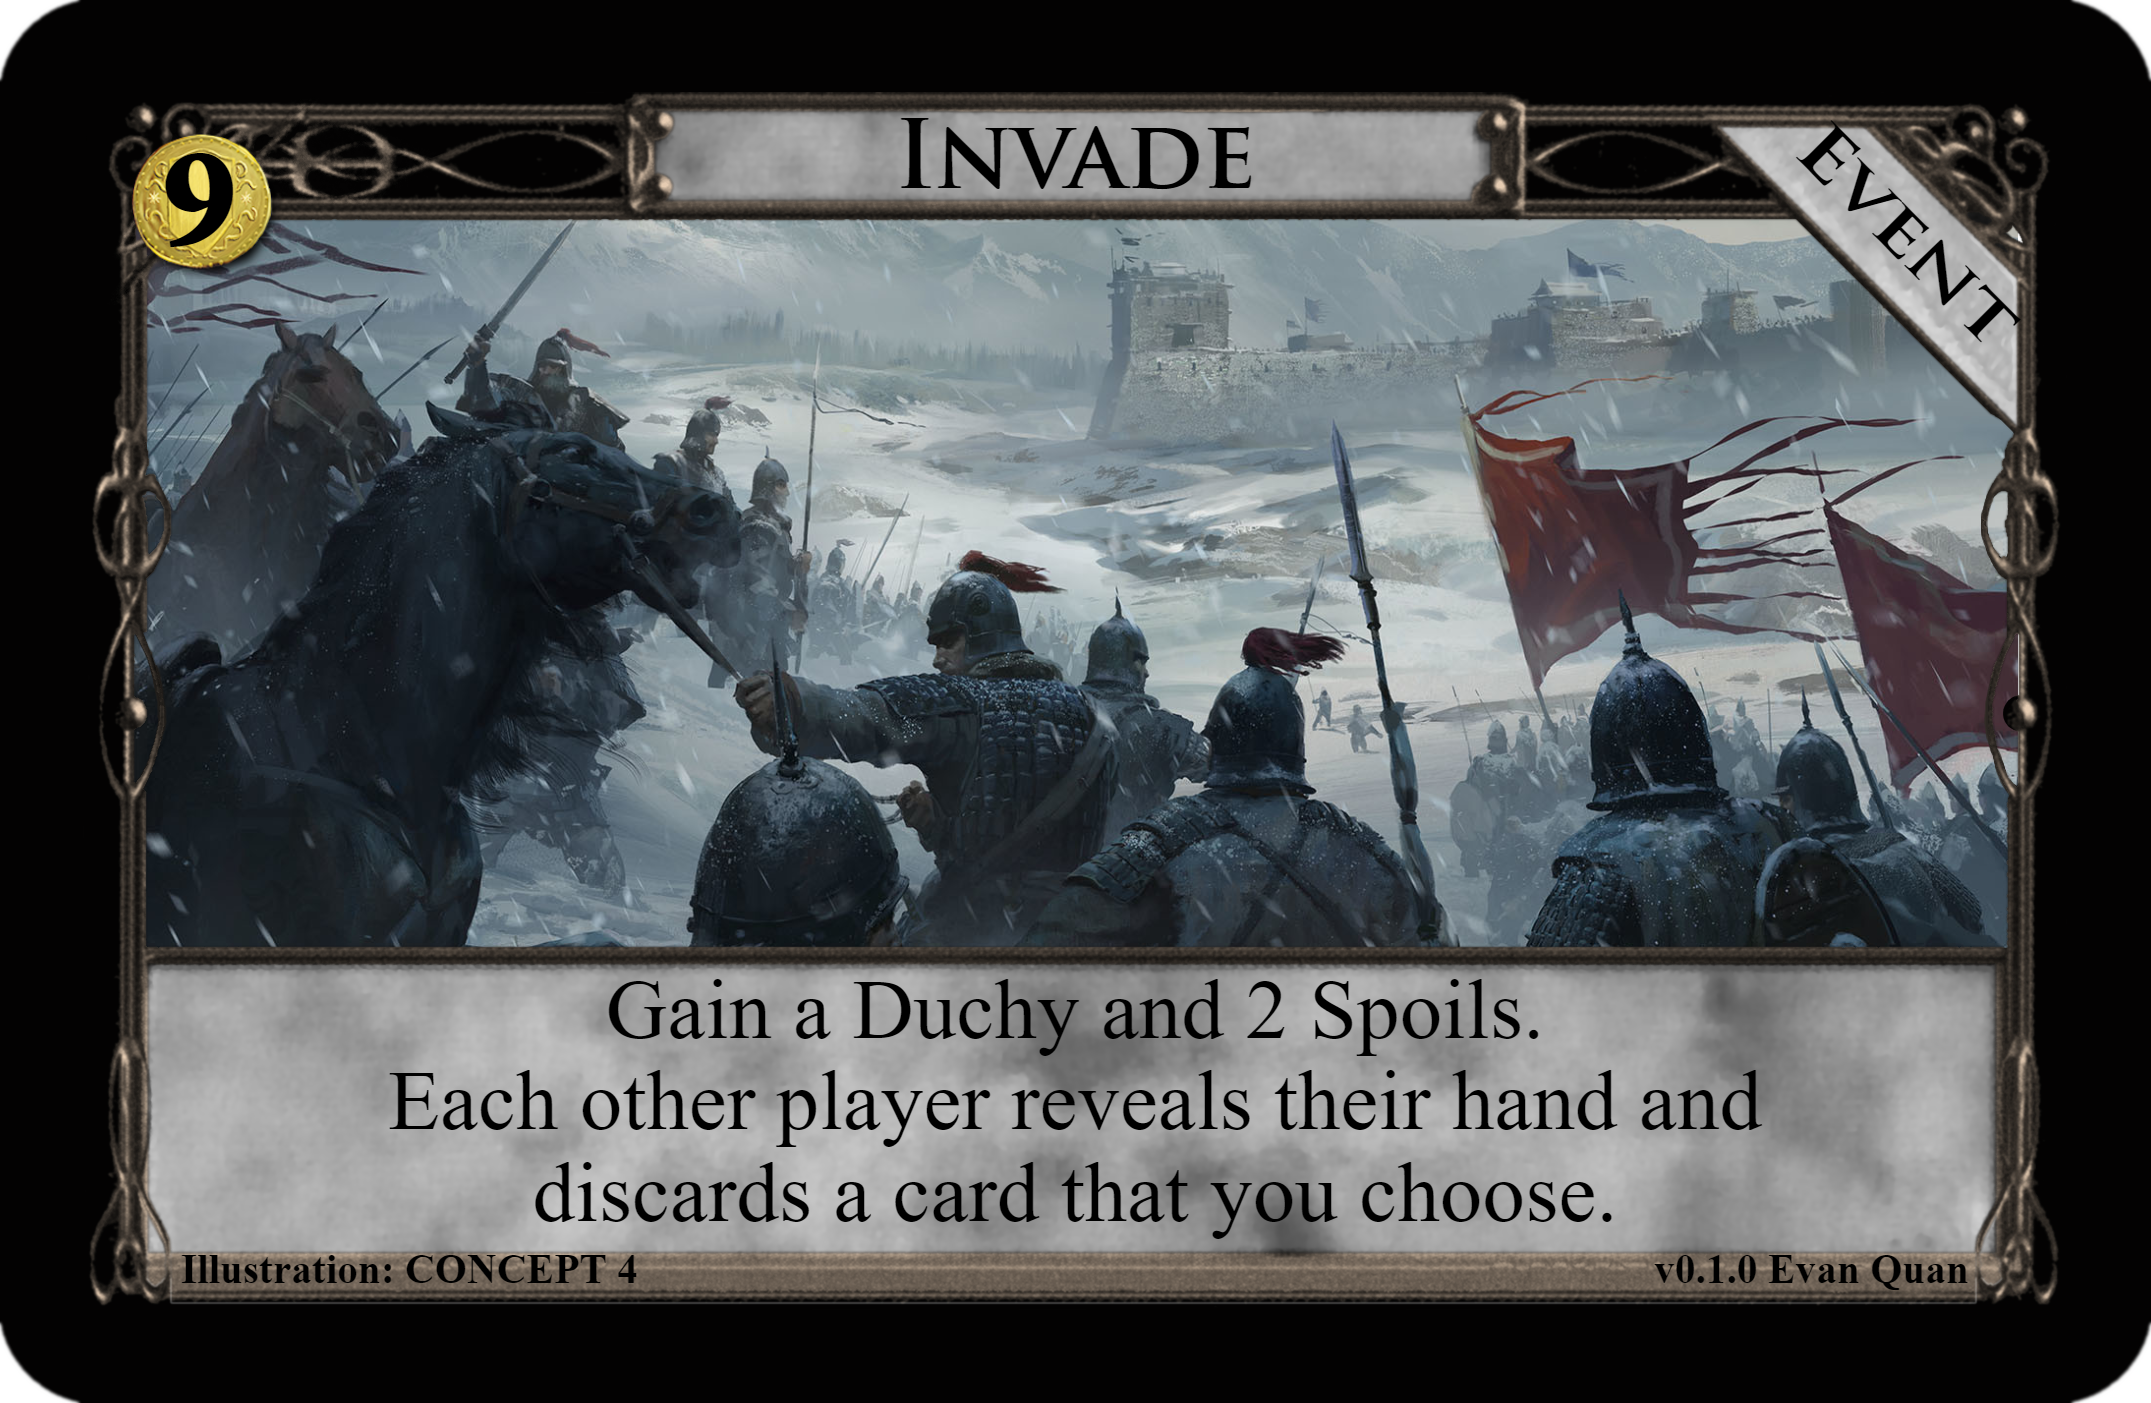 9
INVADE
EVENT
Gain a Duchy and 2 Spoils.
Each other player reveals their hand and
discards a card that you choose.
Illustration: CONCEPT 4
v0.1.0 Evan Quan